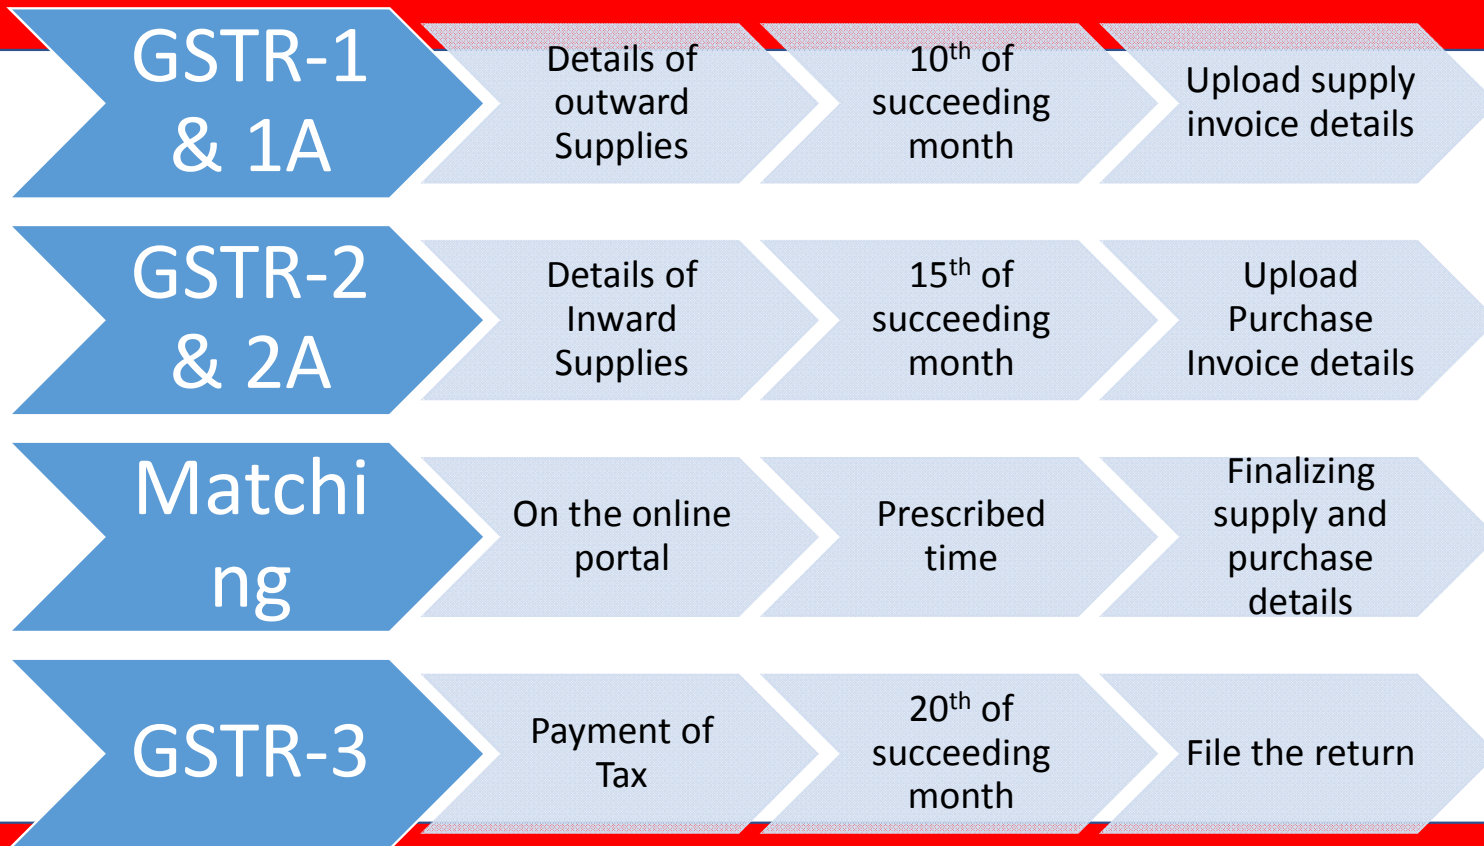 GSTR-1
& 1A
Details of
outward
Supplies
10th of
succeeding
month
Upload supply
invoice details
GSTR-2
& 2A
Details of
Inward
Supplies
15th of
succeeding
month
Upload
Purchase
Invoice details
Matchi
ng
On the online
portal
Prescribed
time
Finalizing
supply and
purchase
details
GSTR-3
Payment of
Tax
20th of
succeeding
month
File the return